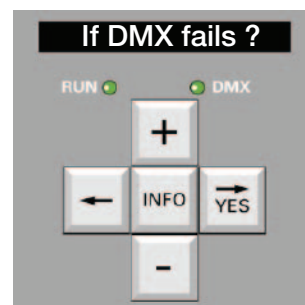 If DMX fails ?
RUN DMX
+
← INFO → YES
-